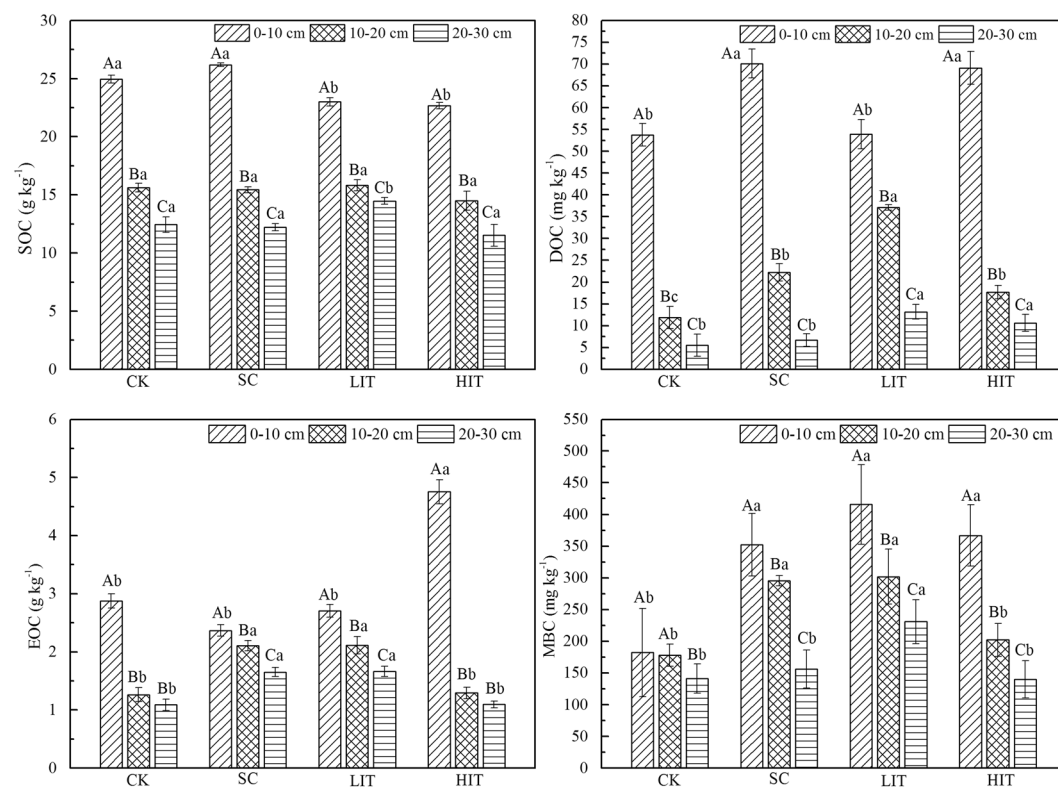 30
25
20
15
10
5
0
SOC (g kg-1)
0-10 cm 10-20 cm 20-30 cm
Aa Ba Ca
Aa Ba Ca
Ab Ba Cb
Ab Ba Ca
CK SC LIT HIT
80
75
70
65
60
55
50
45
40
35
30
25
20
15
10
5
0
DOC (mg kg-1)
0-10 cm 10-20 cm 20-30 cm
Ab Bc Cb
Aa Bb Cb
Ab Ba Ca
Aa Bb Ca
CK SC LIT HIT
6
5
4
3
2
1
0
EOC (g kg-1)
0-10 cm 10-20 cm 20-30 cm
Ab Bb Bb
Ab Ba Ca
Ab Ba Ca
Aa Bb Bb
CK SC LIT HIT
550
500
450
400
350
300
250
200
150
100
50
0
MBC (mg kg-1)
0-10 cm 10-20 cm 20-30 cm
Ab Ab Bb
Aa Ba Cb
Aa Ba Ca
Aa Bb Cb
CK SC LIT HIT